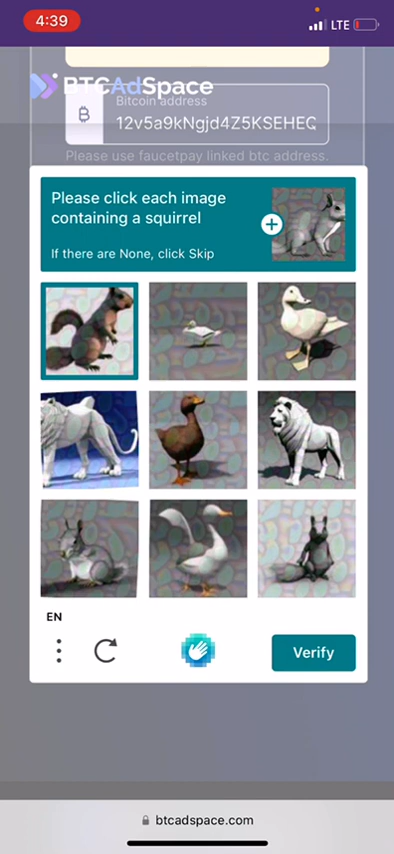 4:39
LTE
BTCAdSpace
Bitcoin address
12v5a9kNgjd4Z5KSEHEQ
Please use faucetpay linked btc address.
Please click each image
containing a squirrel
If there are None, click Skip
EN
Verify
btcadspace.com